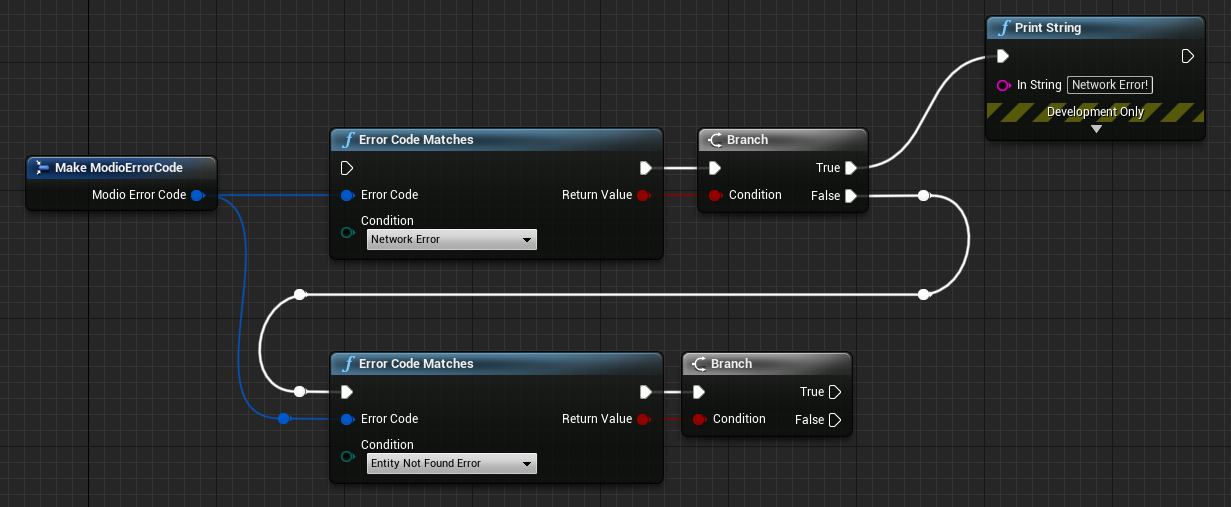 Print String
In String Network Error!
Development Only
Error Code Matches
Branch
Make ModioErrorCode
True
Modio Error Code
Error Code Return Value
Condition
False
Condition
Network Error
Error Code Matches
Branch
True
Error Code Return Value
Condition
False
Condition
Entity Not Found Error